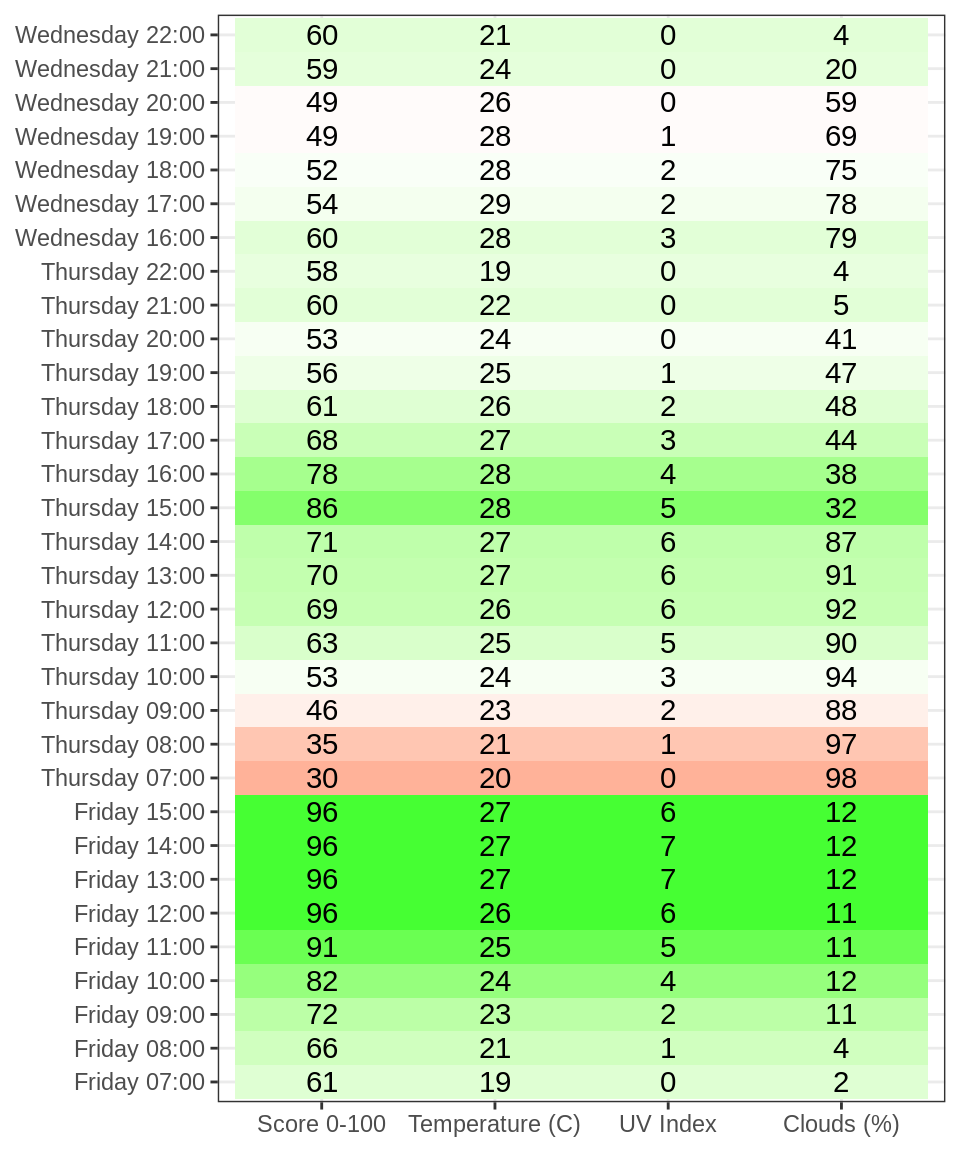 Wednesday 22:00 60 21 0 4
Wednesday 21:00 59 24 0 20
Wednesday 20:00 49 26 0 59
Wednesday 19:00 49 28 1 69
Wednesday 18:00 52 28 2 75
Wednesday 17:00 54 29 2 78
Wednesday 16:00 60 28 3 79
Thursday 22:00 58 19 0 4
Thursday 21:00 60 22 0 5
Thursday 20:00 53 24 0 41
Thursday 19:00 56 25 1 47
Thursday 18:00 61 26 2 48
Thursday 17:00 68 27 3 44
Thursday 16:00 78 28 4 38
Thursday 15:00 86 28 5 32
Thursday 14:00 71 27 6 87
Thursday 13:00 70 27 6 91
Thursday 12:00 69 26 6 92
Thursday 11:00 63 25 5 90
Thursday 10:00 53 24 3 94
Thursday 09:00 46 23 2 88
Thursday 08:00 35 21 1 97
Thursday 07:00 30 20 0 98
Friday 15:00 96 27 6 12
Friday 14:00 96 27 7 12
Friday 13:00 96 27 7 12
Friday 12:00 96 26 6 11
Friday 11:00 91 25 5 11
Friday 10:00 82 24 4 12
Friday 09:00 72 23 2 11
Friday 08:00 66 21 1 4
Friday 07:00 61 19 0 2
Score 0-100 Temperature (C) UV Index Clouds (%)